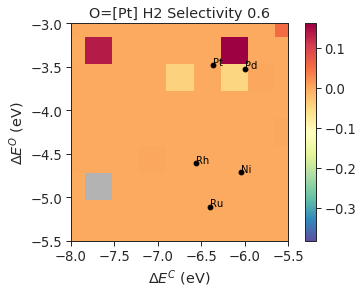 O=[Pt] H2 Selectivity 0.6
−3.0
−3.5
−4.0
−4.5
−5.0
−5.5
ΔE^O (eV)
Pt
Pd
Rh
Ni
Ru
−8.0 −7.5 −7.0 −6.5 −6.0 −5.5
ΔE^C (eV)
0.1
0.0
−0.1
−0.2
−0.3